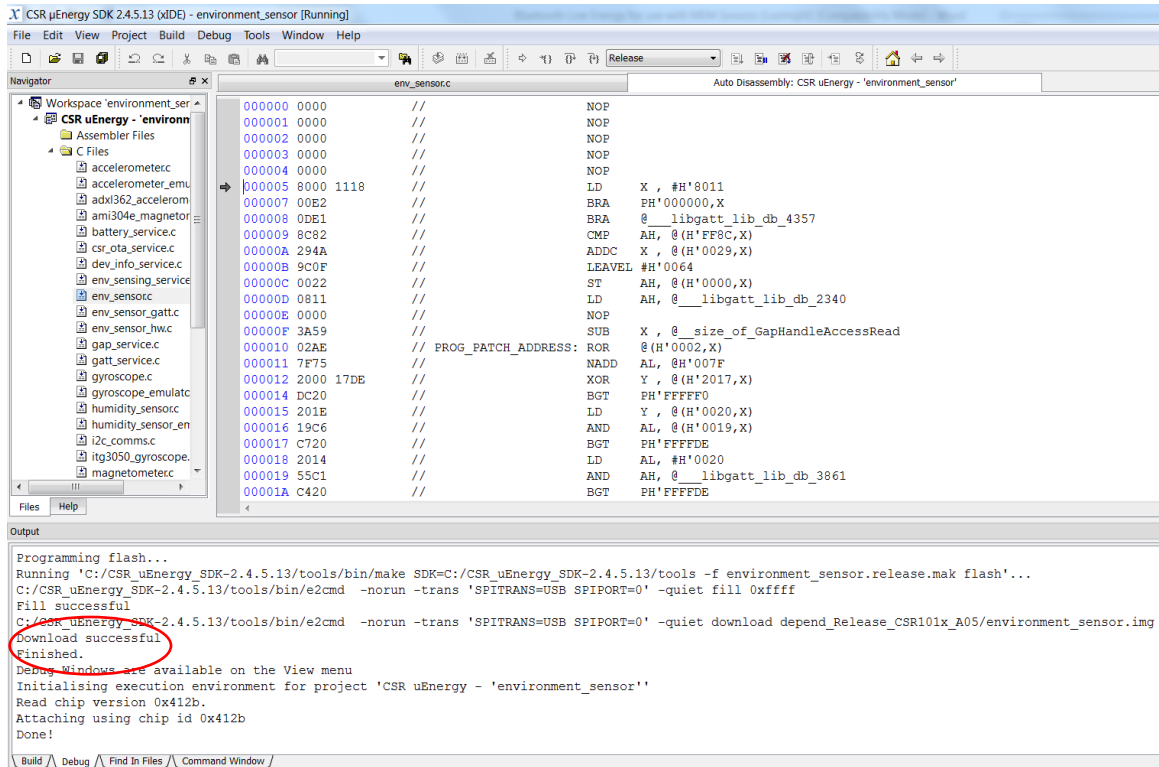 CSR µEnergy SDK 2.4.5.13 (xIDE) - environment_sensor [Running]
File Edit View Project Build Debug Tools Window Help
Release
Navigator
env_sensor.c
Auto Disassembly: CSR uEnergy - 'environment_sensor'
Workspace 'environment_ser
CSR uEnergy - 'environn
Assembler Files
C Files
accelerometer.c
accelerometer_emu
adxl362_accelerom
ami304e_magnetor
battery_service.c
csr_ota_service.c
dev_info_service.c
env_sensing_service
env_sensor.c
env_sensor_gatt.c
env_sensor_hw.c
gap_service.c
gatt_service.c
gyroscope.c
gyroscope_emulatc
humidity_sensor.c
humidity_sensor_em
i2c_comms.c
itg3050_gyroscope.
magnetometer.c
Files Help
000000 0000 // NOP
000001 0000 // NOP
000002 0000 // NOP
000003 0000 // NOP
000004 0000 // NOP
000005 8000 1118 // LD X , #H'8011
000007 00E2 // BRA PH'000000,X
000008 0DE1 // BRA @___libgatt_lib_db_4357
000009 8C82 // CMP AH, @(H'FF8C,X)
00000A 294A // ADDC X , @(H'0029,X)
00000B 9C0F // LEAVEL #H'0064
00000C 0022 // ST AH, @(H'0000,X)
00000D 0811 // LD AH, @___libgatt_lib_db_2340
00000E 0000 // NOP
00000F 3A59 // SUB X , @__size_of_GapHandleAccessRead
000010 02AE // PROG_PATCH_ADDRESS: ROR @(H'0002,X)
000011 7F75 // NADD AL, @H'007F
000012 2000 17DE // XOR Y , @(H'2017,X)
000014 DC20 // BGT PH'FFFFF0
000015 201E // LD Y , @(H'0020,X)
000016 19C6 // AND AL, @(H'0019,X)
000017 C720 // BGT PH'FFFFDE
000018 2014 // LD AL, #H'0020
000019 55C1 // AND AH, @___libgatt_lib_db_3861
00001A C420 // BGT PH'FFFFDE
Output
Programming flash...
Running 'C:/CSR_uEnergy_SDK-2.4.5.13/tools/bin/make SDK=C:/CSR_uEnergy_SDK-2.4.5.13/tools -f environment_sensor.release.mak flash'...
C:/CSR_uEnergy_SDK-2.4.5.13/tools/bin/e2cmd -norun -trans 'SPITRANS=USB SPIPORT=0' -quiet fill 0xffff
Fill successful
C:/CSR_uEnergy_SDK-2.4.5.13/tools/bin/e2cmd -norun -trans 'SPITRANS=USB SPIPORT=0' -quiet download depend_Release_CSR101x_A05/environment_sensor.img
Download successful
Finished.
Debug Windows are available on the View menu
Initialising execution environment for project 'CSR uEnergy - 'environment_sensor''
Read chip version 0x412b.
Attaching using chip id 0x412b
Done!
Build Debug Find In Files Command Window